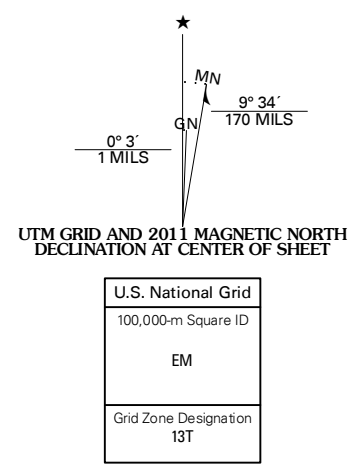 MN
9° 34´
170 MILS
GN
0° 3´
1 MILS
UTM GRID AND 2011 MAGNETIC NORTH
DECLINATION AT CENTER OF SHEET
U.S. National Grid
100,000-m Square ID
EM
Grid Zone Designation
13T